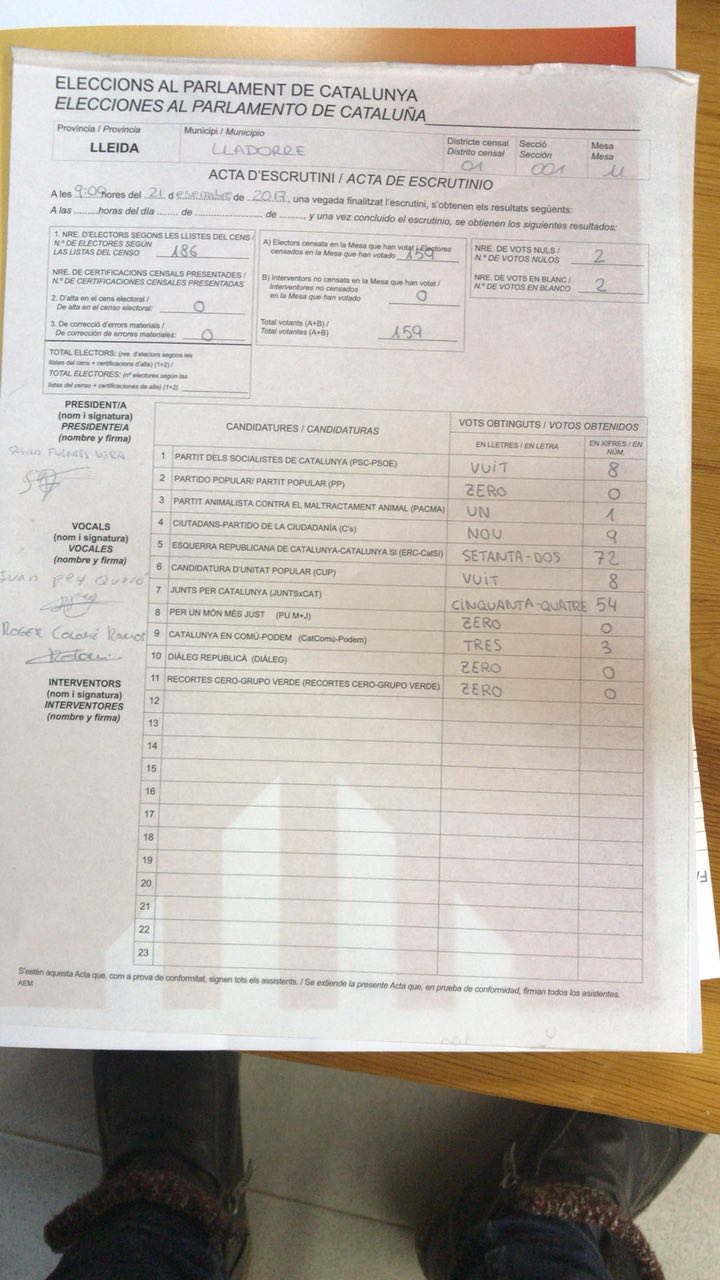 ELECCIONS AL PARLAMENT DE CATALUNYA
ELECCIONES AL PARLAMENTO DE CATALUÑA
Província / Provincia
LLEIDA
Municipi / Municipio
LLADORRE
Districte censal
Distrito censal
01
Secció
Sección
001
Mesa
Mesa
U
ACTA D'ESCRUTINI / ACTA DE ESCRUTINIO
A les 9:00 hores del 21 d esembre de 2017, una vegada finalitzat l'escrutini, s'obtenen els resultats següents:
A las ........horas del día ....... de ..................... de ........, y una vez concluido el escrutinio, se obtienen los siguientes resultados:
1. NRE. D'ELECTORS SEGONS LES LLISTES DEL CENS /
N.º DE ELECTORES SEGÚN
LAS LISTAS DEL CENSO 186
NRE. DE CERTIFICACIONS CENSALS PRESENTADES /
N.º DE CERTIFICACIONES CENSALES PRESENTADAS
2. D'alta en el cens electoral /
De alta en el censo electoral: 0
3. De correcció d'errors materials /
De corrección de errores materiales: 0
TOTAL ELECTORS: (nre. d'electors segons les
llistes del cens + certificacions d'alta) (1+2) /
TOTAL ELECTORES: (nº electores según las
listas del censo + certificaciones de alta) (1+2)
A) Electors censats en la Mesa que han votat / Electores
censados en la Mesa que han votado 159
B) Interventors no censats en la Mesa que han votat /
Interventores no censados
en la Mesa que han votado 0
Total votants (A+B) /
Total votantes (A+B) 159
NRE. DE VOTS NULS /
N.º DE VOTOS NULOS 2
NRE. DE VOTS EN BLANC /
N.º DE VOTOS EN BLANCO 2
PRESIDENT/A
(nom i signatura)
PRESIDENTE/A
(nombre y firma)
VOCALS
(nom i signatura)
VOCALES
(nombre y firma)
Ivan pey
ROGER
INTERVENTORS
(nom i signatura)
INTERVENTORES
(nombre y firma)
CANDIDATURES / CANDIDATURAS
VOTS OBTINGUTS / VOTOS OBTENIDOS
EN LLETRES / EN LETRA
EN XIFRES / EN
NÚM.
1 PARTIT DELS SOCIALISTES DE CATALUNYA (PSC-PSOE) VUIT 8
2 PARTIDO POPULAR/ PARTIT POPULAR (PP) ZERO 0
3 PARTIT ANIMALISTA CONTRA EL MALTRACTAMENT ANIMAL (PACMA) UN 1
4 CIUTADANS-PARTIDO DE LA CIUDADANÍA (C's) NOU 9
5 ESQUERRA REPUBLICANA DE CATALUNYA-CATALUNYA SÍ (ERC-CatSí) SETANTA-DOS 72
6 CANDIDATURA D'UNITAT POPULAR (CUP) VUIT 8
7 JUNTS PER CATALUNYA (JUNTSxCAT) CINQUANTA-QUATRE 54
8 PER UN MÓN MÉS JUST (PU M+J) ZERO 0
9 CATALUNYA EN COMÚ-PODEM (CatComú-Podem) TRES 3
10 DIÀLEG REPUBLICÀ (DIÀLEG) ZERO 0
11 RECORTES CERO-GRUPO VERDE (RECORTES CERO-GRUPO VERDE) ZERO 0
12
13
14
15
16
17
18
19
20
21
22
23
S'estén aquesta Acta que, com a prova de conformitat, signen tots els assistents. / Se extiende la presente Acta que, en prueba de conformidad, firman todos los asistentes.
AEM